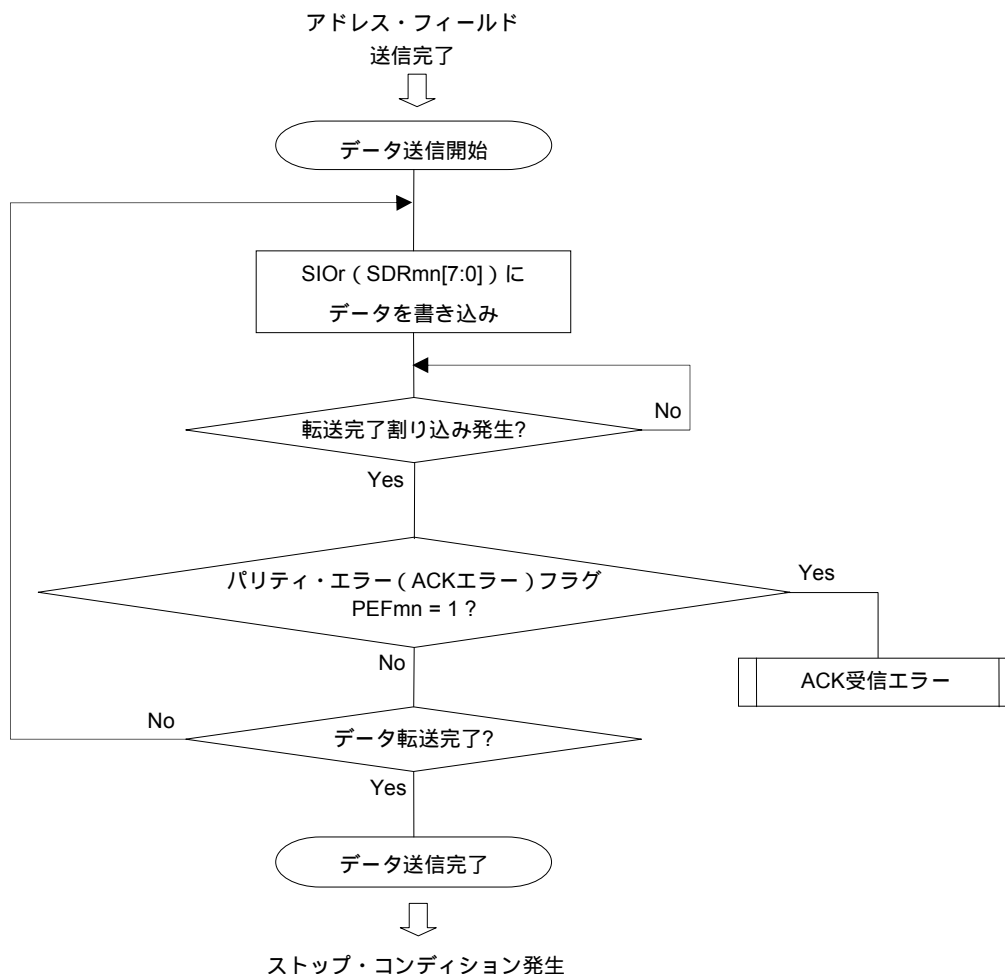 アドレス・フィールド
送信完了
データ送信開始
SIOr（SDRmn[7:0]）に
データを書き込み
No
転送完了割り込み発生?
Yes
パリティ・エラー（ACKエラー）フラグ
PEFmn = 1 ?
Yes
No
ACK受信エラー
No
データ転送完了?
Yes
データ送信完了
ストップ・コンディション発生